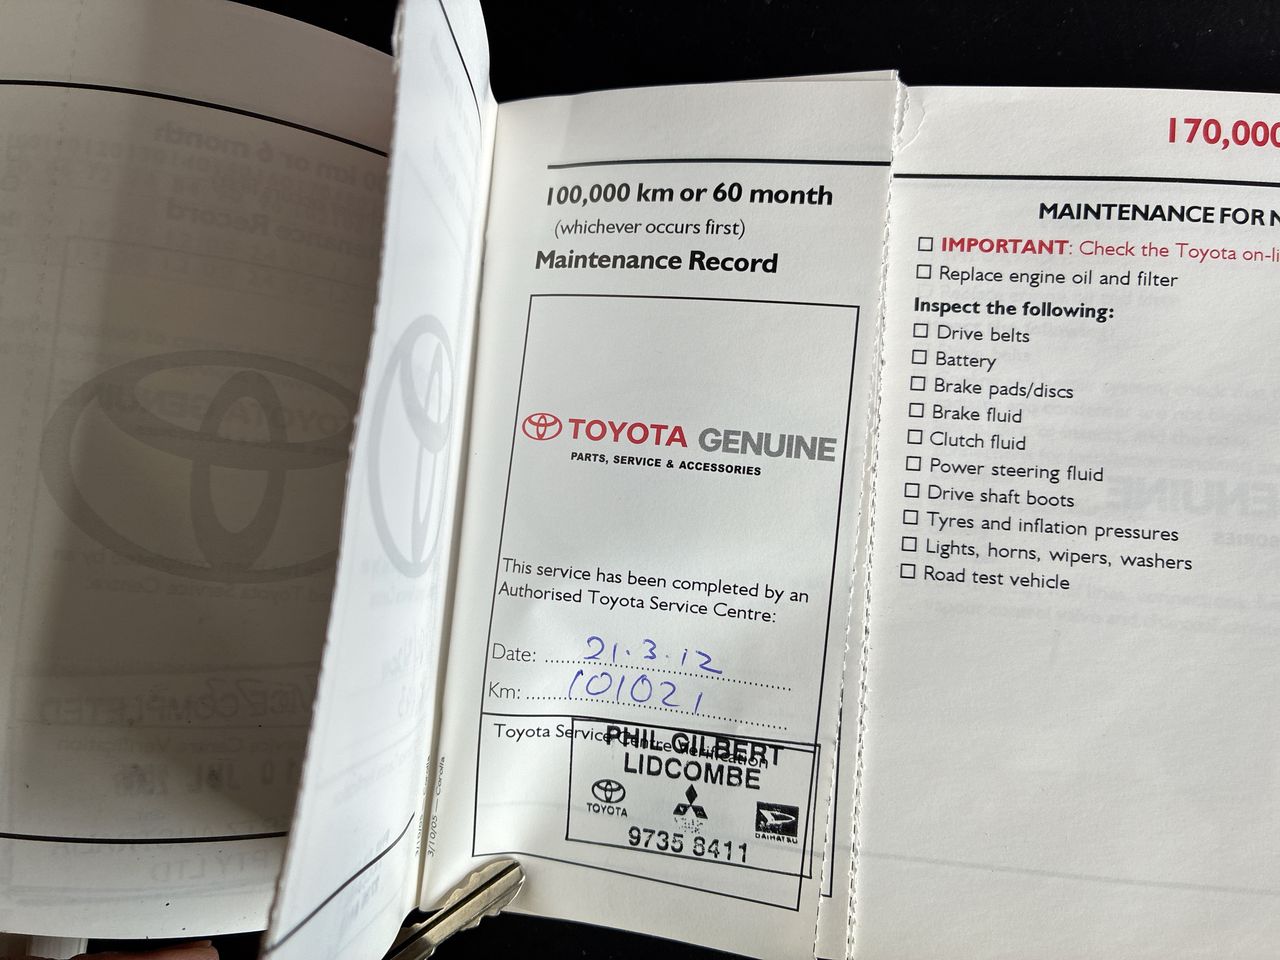 100,000 km or 60 month
(whichever occurs first)
Maintenance Record
TOYOTA GENUINE
PARTS, SERVICE & ACCESSORIES
This service has been completed by an
Authorised Toyota Service Centre:
Date: 21.3.12
Km: 101021
Toyota Service Centre Verification
PHIL GILBERT
LIDCOMBE
TOYOTA
DAIHATSU
9735 8411
3/10/05 – Corolla
170,000
MAINTENANCE FOR N
IMPORTANT: Check the Toyota on-li
Replace engine oil and filter
Inspect the following:
Drive belts
Battery
Brake pads/discs
Brake fluid
Clutch fluid
Power steering fluid
Drive shaft boots
Tyres and inflation pressures
Lights, horns, wipers, washers
Road test vehicle